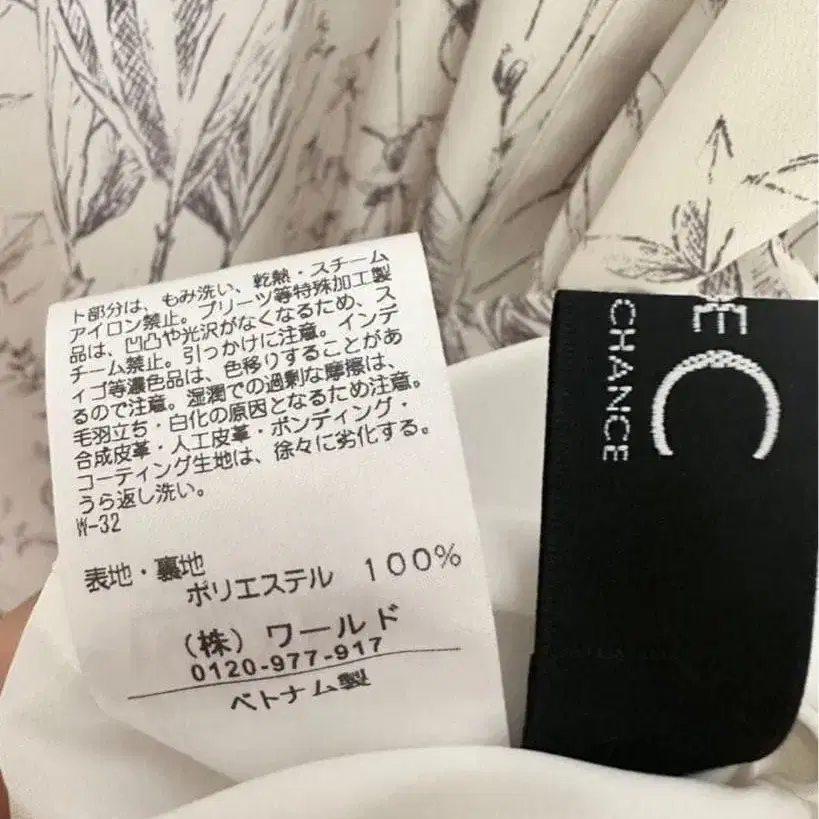 ト部分は、もみ洗い、乾熱・スチーム
アイロン禁止。プリーツ等特殊加工製
品は、凹凸や光沢がなくなるため、ス
チーム禁止。引っかけに注意。インデ
ィゴ等濃色品は、色移りすることがあ
るので注意。湿潤での過剰な摩擦は、
毛羽立ち・白化の原因となるため注意。
合成皮革・人工皮革・ボンディング・
コーティング生地は、徐々に劣化する。
うら返し洗い。
W-32
表地・裏地
ポリエステル 100%
(株) ワールド
0120-977-917
ベトナム製
DE
C
CHANCE